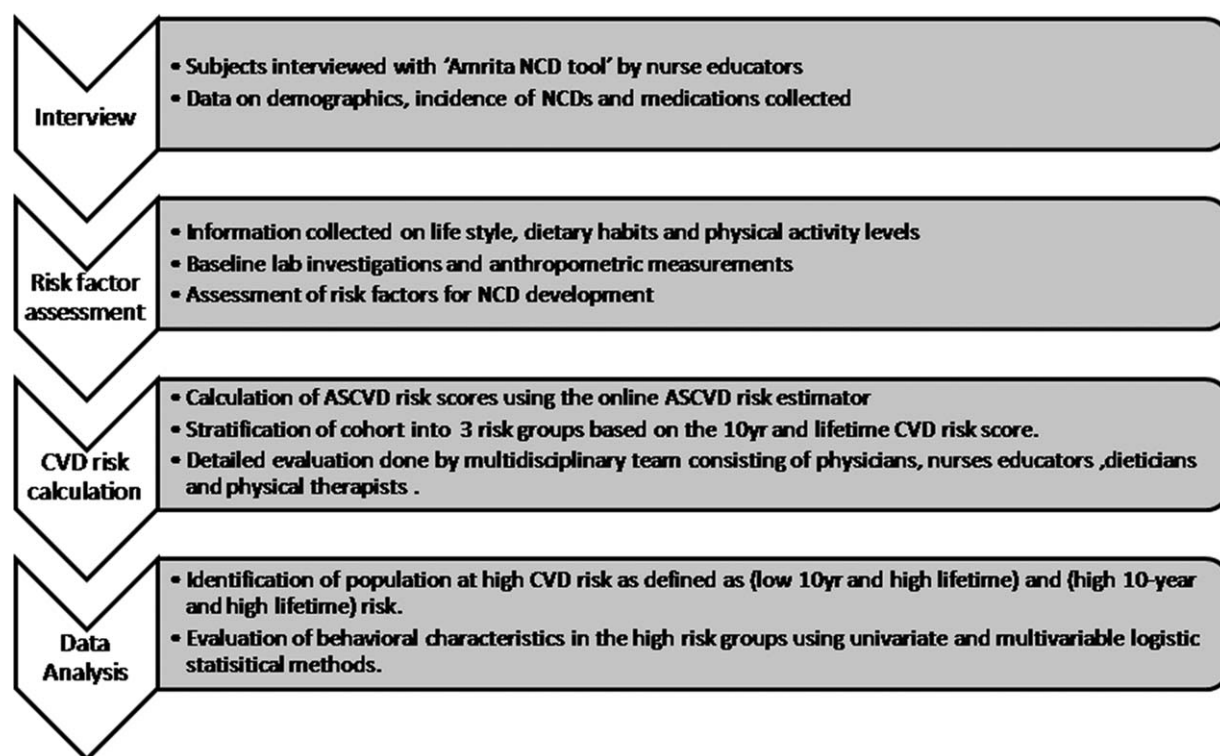 Interview
• Subjects interviewed with ‘Amrita NCD tool’ by nurse educators
• Data on demographics, incidence of NCDs and medications collected
Risk factor
assessment
• Information collected on life style, dietary habits and physical activity levels
• Baseline lab investigations and anthropometric measurements
• Assessment of risk factors for NCD development
CVD risk
calculation
• Calculation of ASCVD risk scores using the online ASCVD risk estimator
• Stratification of cohort into 3 risk groups based on the 10yr and lifetime CVD risk score.
• Detailed evaluation done by multidisciplinary team consisting of physicians, nurses educators ,dieticians
and physical therapists .
Data
Analysis
• Identification of population at high CVD risk as defined as (low 10yr and high lifetime) and (high 10-year
and high lifetime) risk.
• Evaluation of behavioral characteristics in the high risk groups using univariate and multivariable logistic
statisitical methods.